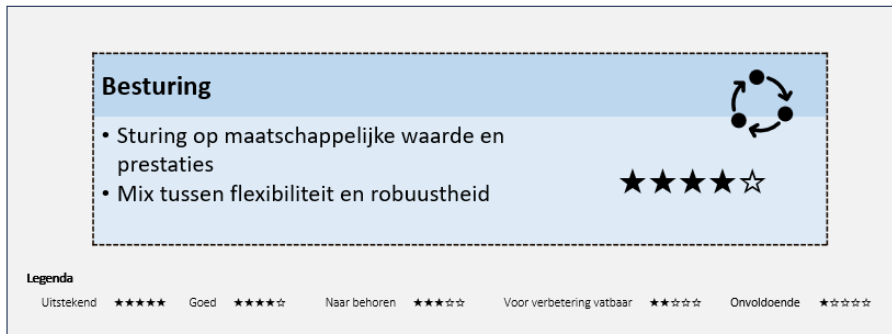 Besturing
• Sturing op maatschappelijke waarde en
prestaties
• Mix tussen flexibiliteit en robuustheid
★★★★☆
Legenda
Uitstekend ★★★★★ Goed ★★★★☆ Naar behoren ★★★☆☆ Voor verbetering vatbaar ★★☆☆☆ Onvoldoende ★☆☆☆☆